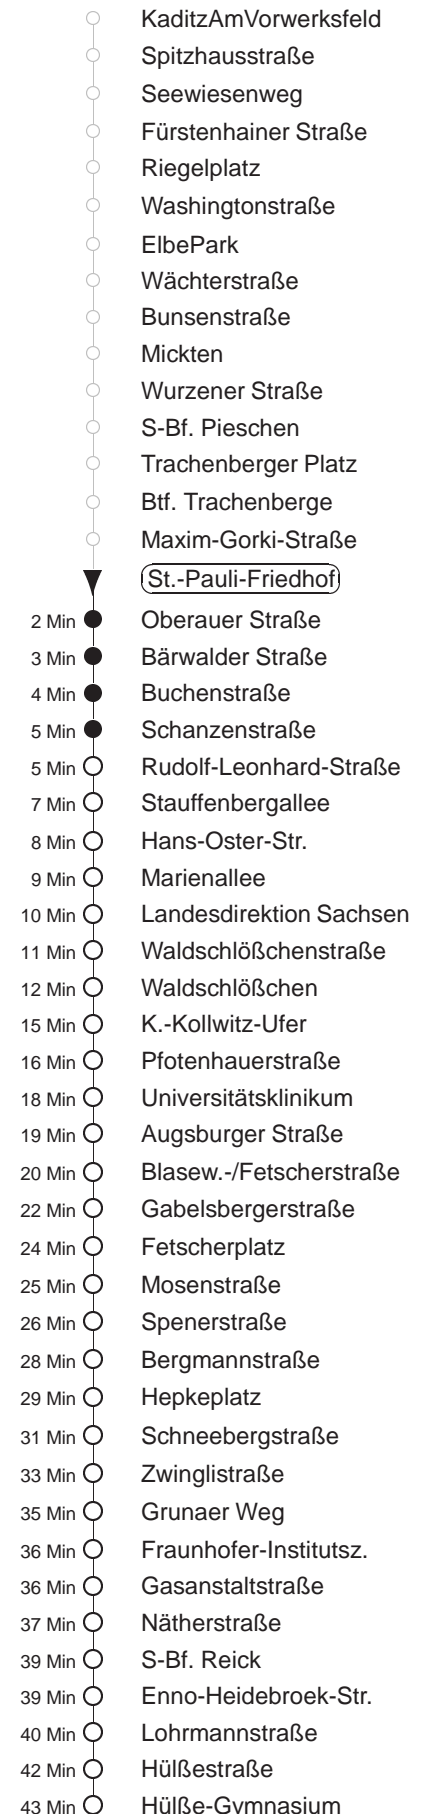 KaditzAmVorwerksfeld
Spitzhausstraße
Seewiesenweg
Fürstenhainer Straße
Riegelplatz
Washingtonstraße
ElbePark
Wächterstraße
Bunsenstraße
Mickten
Wurzener Straße
S-Bf. Pieschen
Trachenberger Platz
Btf. Trachenberge
Maxim-Gorki-Straße
St.-Pauli-Friedhof
2 Min Oberauer Straße
3 Min Bärwalder Straße
4 Min Buchenstraße
5 Min Schanzenstraße
5 Min Rudolf-Leonhard-Straße
7 Min Stauffenbergallee
8 Min Hans-Oster-Str.
9 Min Marienallee
10 Min Landesdirektion Sachsen
11 Min Waldschlößchenstraße
12 Min Waldschlößchen
15 Min K.-Kollwitz-Ufer
16 Min Pfotenhauerstraße
18 Min Universitätsklinikum
19 Min Augsburger Straße
20 Min Blasew.-/Fetscherstraße
22 Min Gabelsbergerstraße
24 Min Fetscherplatz
25 Min Mosenstraße
26 Min Spenerstraße
28 Min Bergmannstraße
29 Min Hepkeplatz
31 Min Schneebergstraße
33 Min Zwinglistraße
35 Min Grunaer Weg
36 Min Fraunhofer-Institutsz.
36 Min Gasanstaltstraße
37 Min Nätherstraße
39 Min S-Bf. Reick
39 Min Enno-Heidebroek-Str.
40 Min Lohrmannstraße
42 Min Hülßestraße
43 Min Hülße-Gymnasium